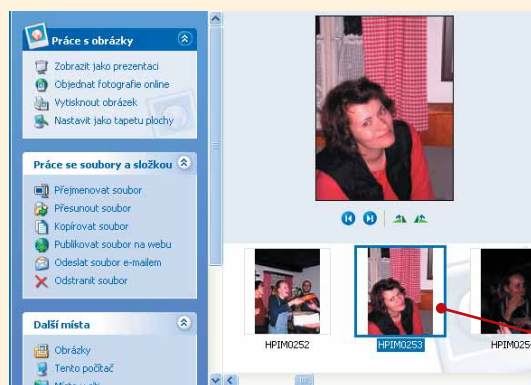 Práce s obrázky
Zobrazit jako prezentaci
Objednat fotografie online
Vytisknout obrázek
Nastavit jako tapetu plochy
Práce se soubory a složkou
Přejmenovat soubor
Přesunout soubor
Kopírovat soubor
Publikovat soubor na webu
Odeslat soubor e-mailem
Odstranit soubor
Další místa
Obrázky
Tento počítač
HPIM0252
HPIM0253